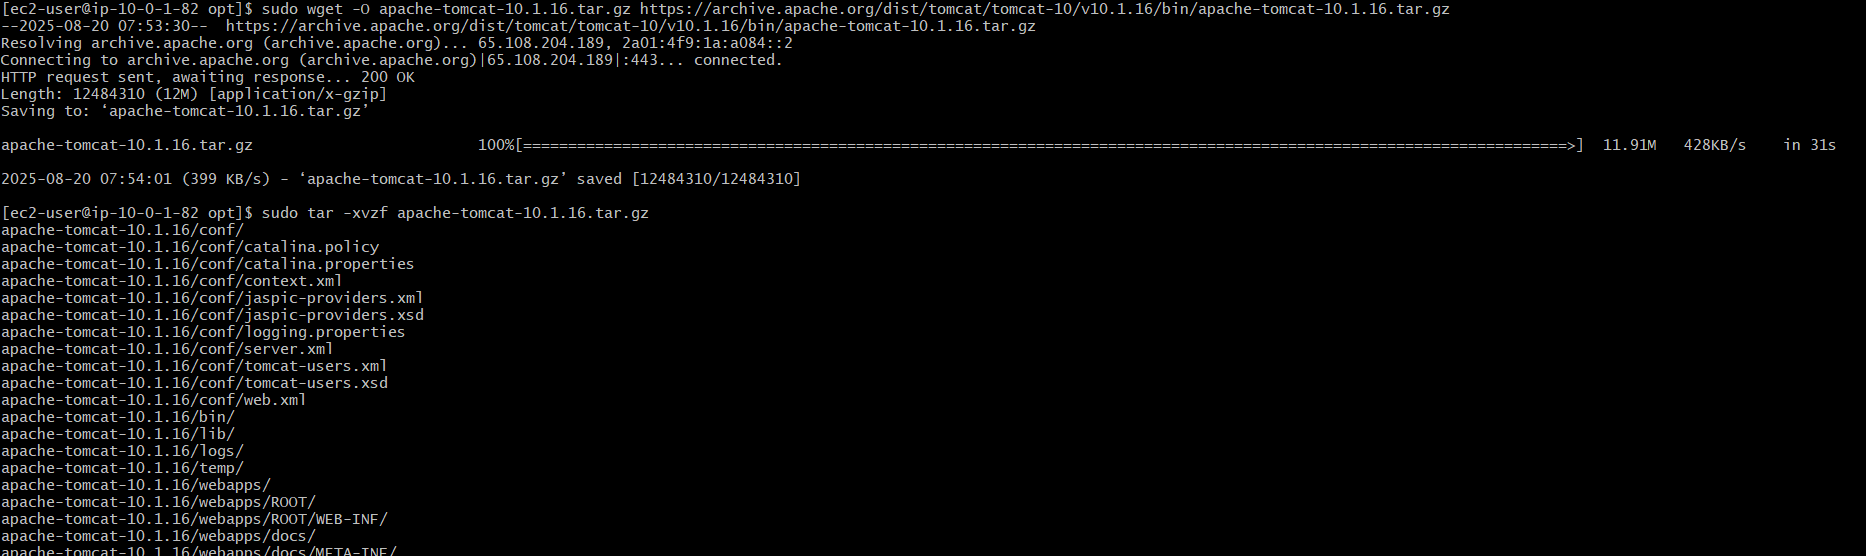 [ec2-user@ip-10-0-1-82 opt]$ sudo wget -O apache-tomcat-10.1.16.tar.gz https://archive.apache.org/dist/tomcat/tomcat-10/v10.1.16/bin/apache-tomcat-10.1.16.tar.gz
--2025-08-20 07:53:30--  https://archive.apache.org/dist/tomcat/tomcat-10/v10.1.16/bin/apache-tomcat-10.1.16.tar.gz
Resolving archive.apache.org (archive.apache.org)... 65.108.204.189, 2a01:4f9:1a:a084::2
Connecting to archive.apache.org (archive.apache.org)|65.108.204.189|:443... connected.
HTTP request sent, awaiting response... 200 OK
Length: 12484310 (12M) [application/x-gzip]
Saving to: ‘apache-tomcat-10.1.16.tar.gz’
apache-tomcat-10.1.16.tar.gz 100%[====================================================================================================================>] 11.91M 428KB/s in 31s
2025-08-20 07:54:01 (399 KB/s) - ‘apache-tomcat-10.1.16.tar.gz’ saved [12484310/12484310]
[ec2-user@ip-10-0-1-82 opt]$ sudo tar -xvzf apache-tomcat-10.1.16.tar.gz
apache-tomcat-10.1.16/conf/
apache-tomcat-10.1.16/conf/catalina.policy
apache-tomcat-10.1.16/conf/catalina.properties
apache-tomcat-10.1.16/conf/context.xml
apache-tomcat-10.1.16/conf/jaspic-providers.xml
apache-tomcat-10.1.16/conf/jaspic-providers.xsd
apache-tomcat-10.1.16/conf/logging.properties
apache-tomcat-10.1.16/conf/server.xml
apache-tomcat-10.1.16/conf/tomcat-users.xml
apache-tomcat-10.1.16/conf/tomcat-users.xsd
apache-tomcat-10.1.16/conf/web.xml
apache-tomcat-10.1.16/bin/
apache-tomcat-10.1.16/lib/
apache-tomcat-10.1.16/logs/
apache-tomcat-10.1.16/temp/
apache-tomcat-10.1.16/webapps/
apache-tomcat-10.1.16/webapps/ROOT/
apache-tomcat-10.1.16/webapps/ROOT/WEB-INF/
apache-tomcat-10.1.16/webapps/docs/
apache-tomcat-10.1.16/webapps/docs/META-INF/